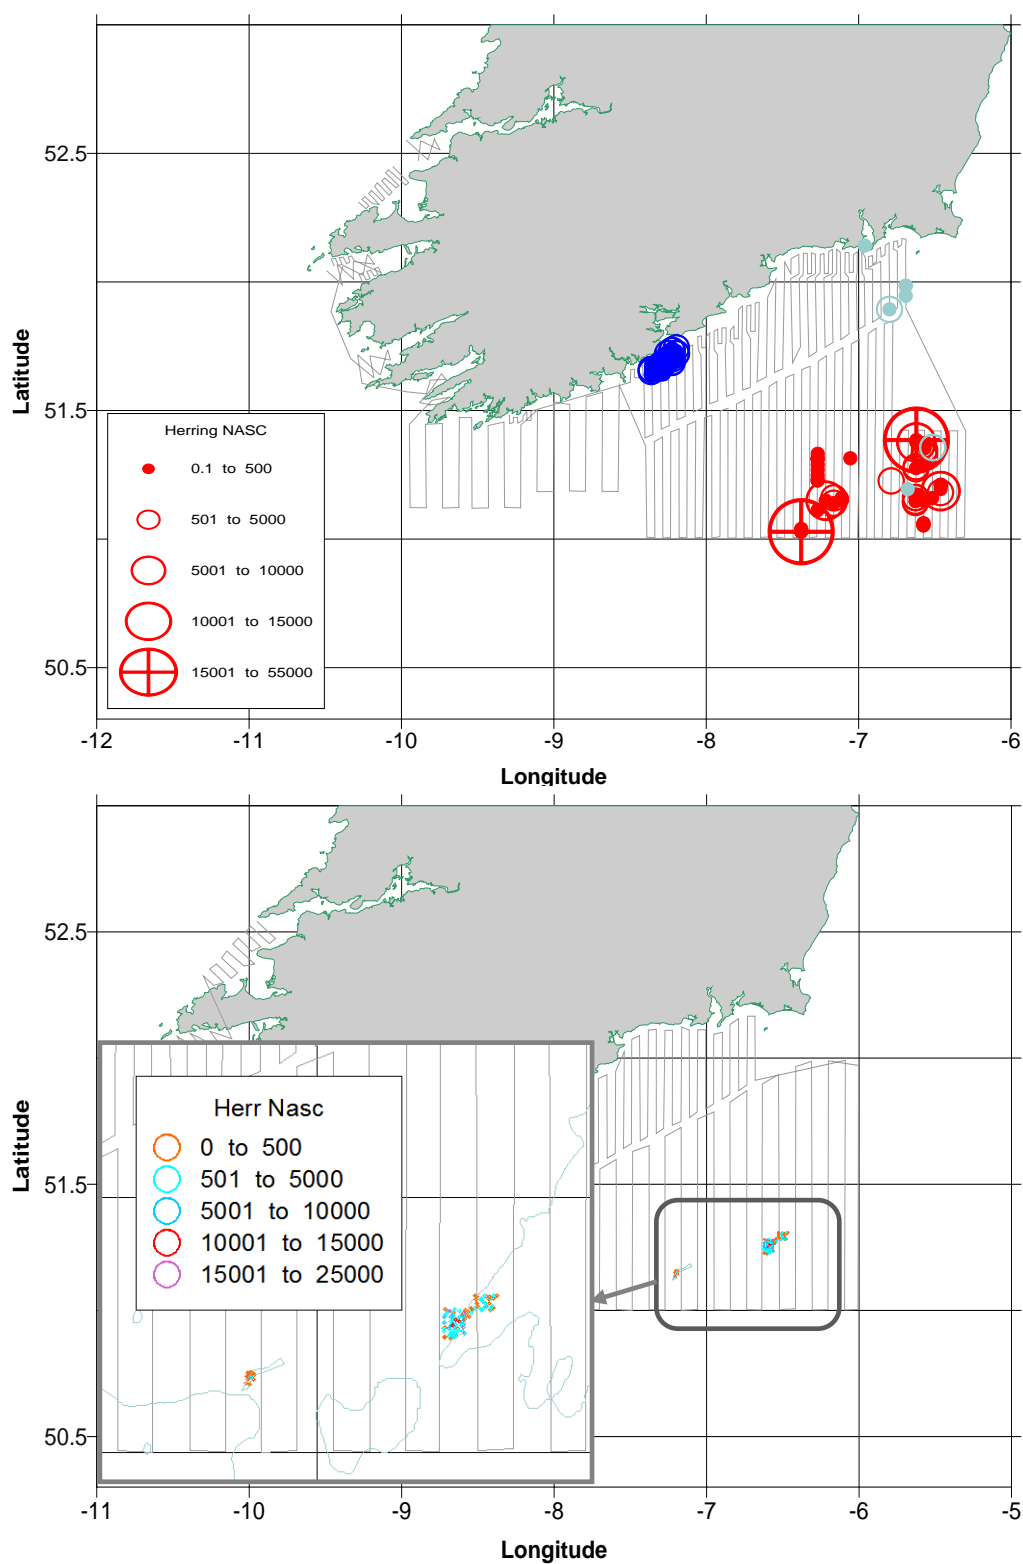 52.5
51.5
50.5
Latitude
Herring NASC
0.1 to 500
501 to 5000
5001 to 10000
10001 to 15000
15001 to 55000
-12 -11 -10 -9 -8 -7 -6
Longitude
52.5
51.5
50.5
Latitude
Herr Nasc
0 to 500
501 to 5000
5001 to 10000
10001 to 15000
15001 to 25000
-11 -10 -9 -8 -7 -6 -5
Longitude